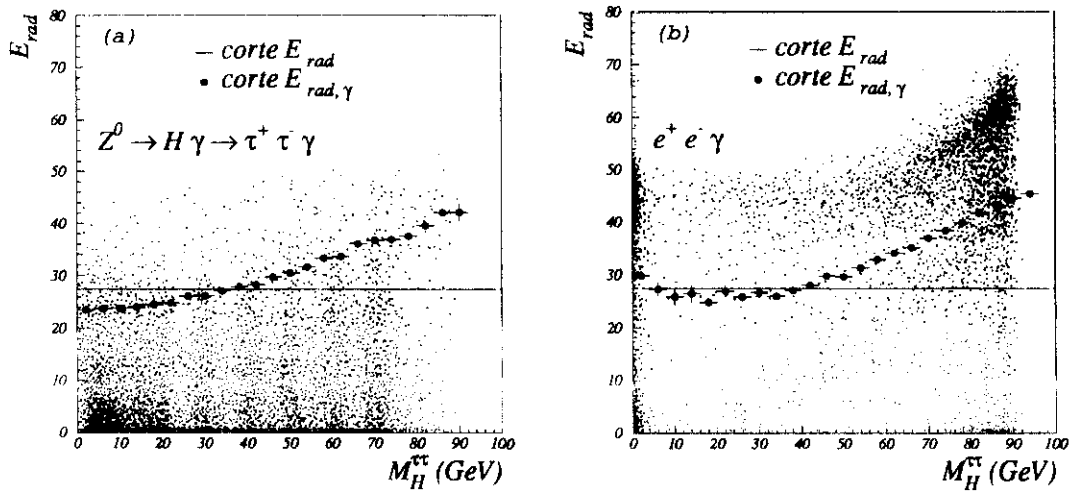 E_rad
80
70
60
50
40
30
20
10
0
(a)
— corte E_rad
• corte E_rad, γ
Z⁰ → H γ → τ⁺ τ⁻ γ
0 10 20 30 40 50 60 70 80 90 100
M_H^ττ (GeV)
E_rad
80
70
60
50
40
30
20
10
0
(b)
— corte E_rad
• corte E_rad, γ
e⁺ e⁻ γ
0 10 20 30 40 50 60 70 80 90 100
M_H^ττ (GeV)